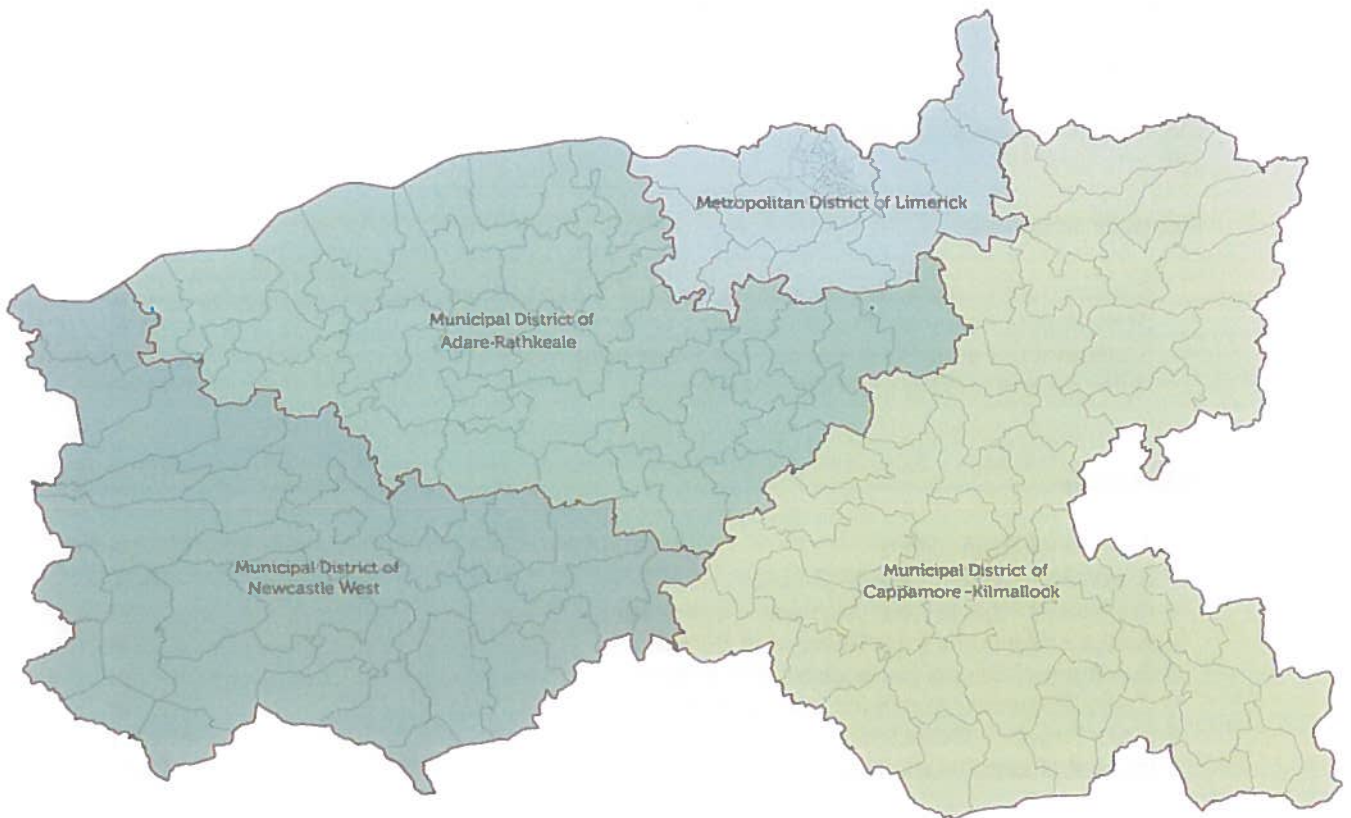 Metropolitan District of Limerick
Municipal District of
Adare-Rathkeale
Municipal District of
Newcastle West
Municipal District of
Cappamore -Kilmallock